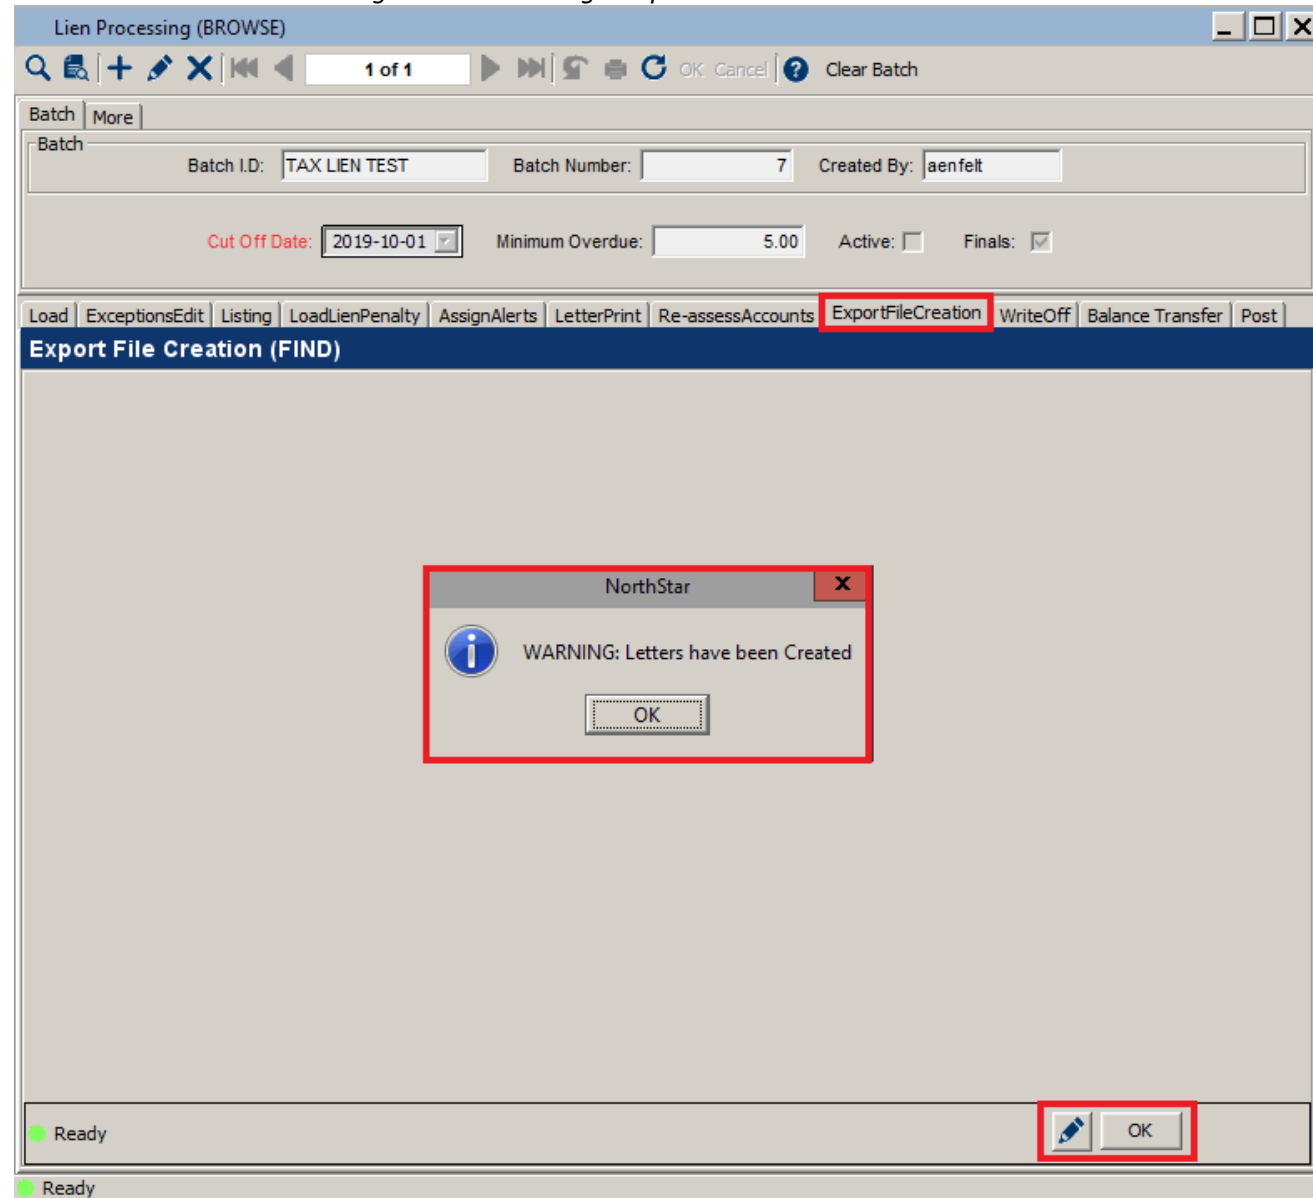 Lien Processing (BROWSE)
1 of 1 OK Cancel Clear Batch
Batch More
Batch
Batch I.D: TAX LIEN TEST Batch Number: 7 Created By: aenfelt
Cut Off Date: 2019-10-01 Minimum Overdue: 5.00 Active: Finals:
Load ExceptionsEdit Listing LoadLienPenalty AssignAlerts LetterPrint Re-assessAccounts ExportFileCreation WriteOff Balance Transfer Post
Export File Creation (FIND)
NorthStar X
WARNING: Letters have been Created
OK
Ready OK
Ready